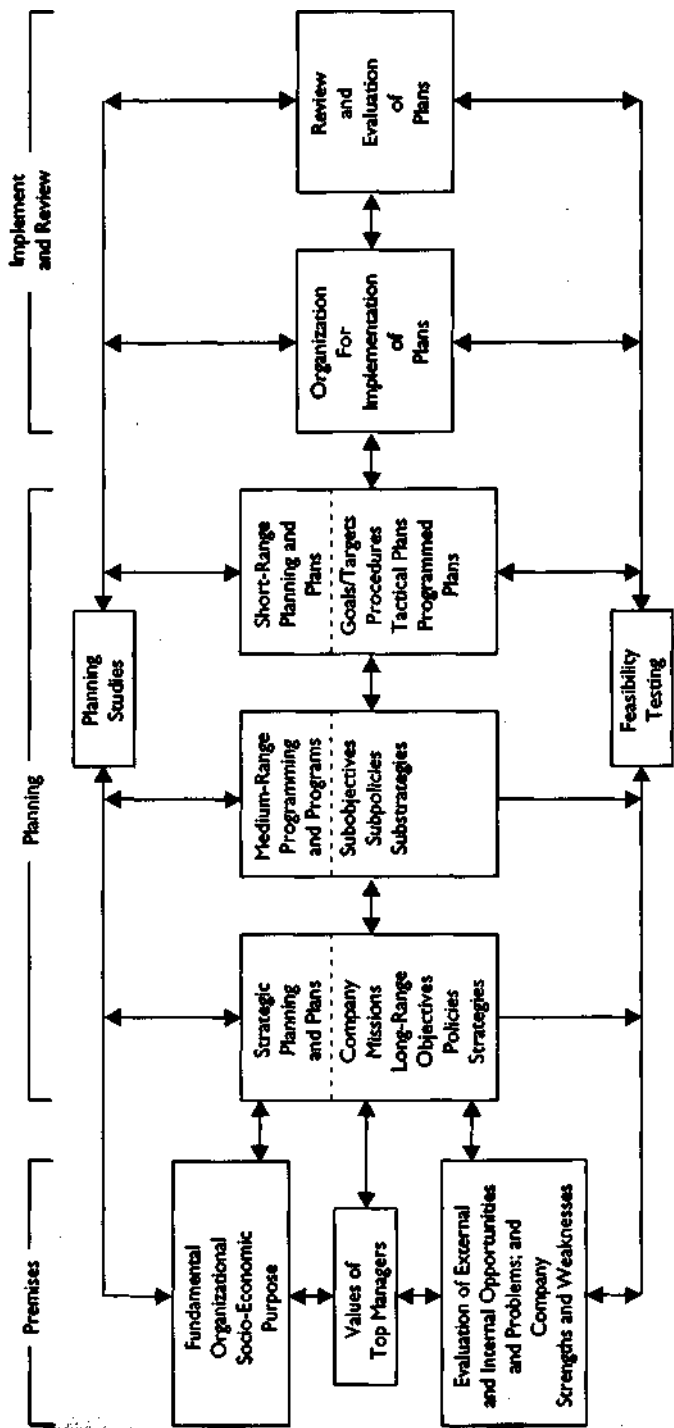 Premises
Planning
Implement
and Review
Planning
Studies
Fundamental
Organizational
Socio-Economic
Purpose
Values of
Top Managers
Evaluation of External
and Internal Opportunities
and Problems; and
Company
Strengths and Weaknesses
Strategic
Planning
and Plans
Company
Missions
Long-Range
Objectives
Policies
Strategies
Medium-Range
Programming
and Programs
Subobjectives
Subpolicies
Substrategies
Short-Range
Planning and
Plans
Goals/Targets
Procedures
Tactical Plans
Programmed
Plans
Organization
For
Implementation
of
Plans
Review
and
Evaluation
of
Plans
Feasibility
Testing